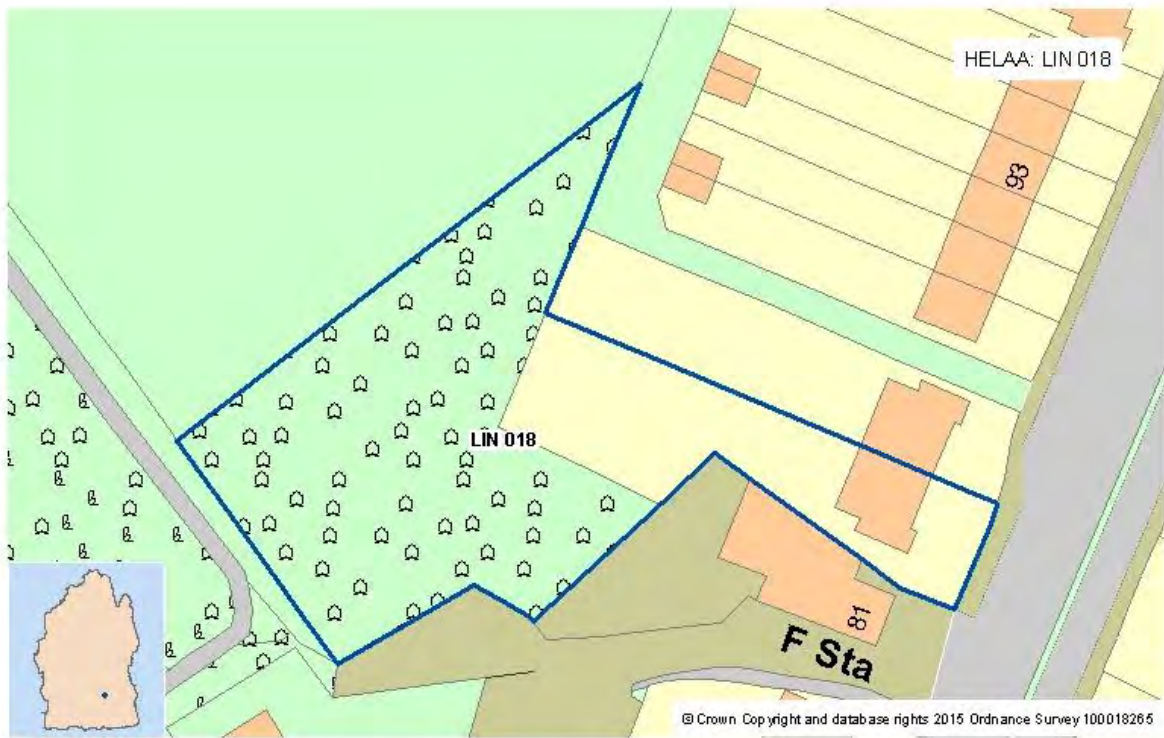 HELAA: LIN 018
93
LIN 018
81
F Sta
© Crown Copyright and database rights 2015 Ordnance Survey 100018265